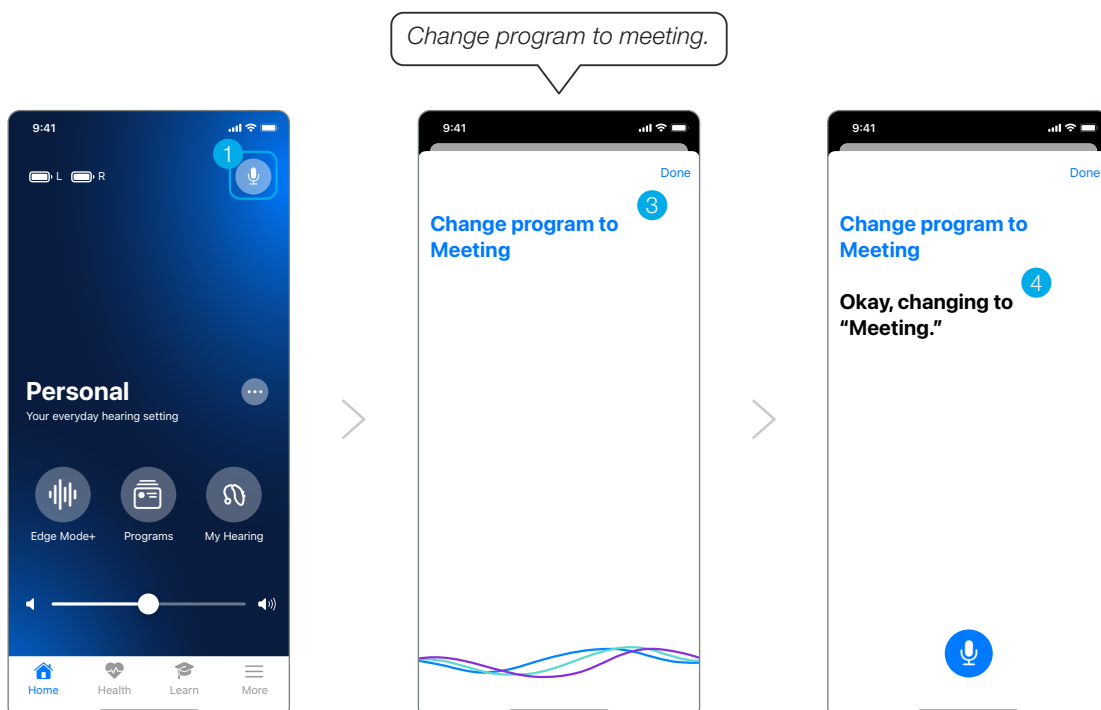 Change program to meeting.
9:41
1
L R
Personal
Your everyday hearing setting
Edge Mode+ Programs My Hearing
Home Health Learn More
9:41
Done
3
Change program to
Meeting
9:41
Done
Change program to
Meeting
4
Okay, changing to
“Meeting.”